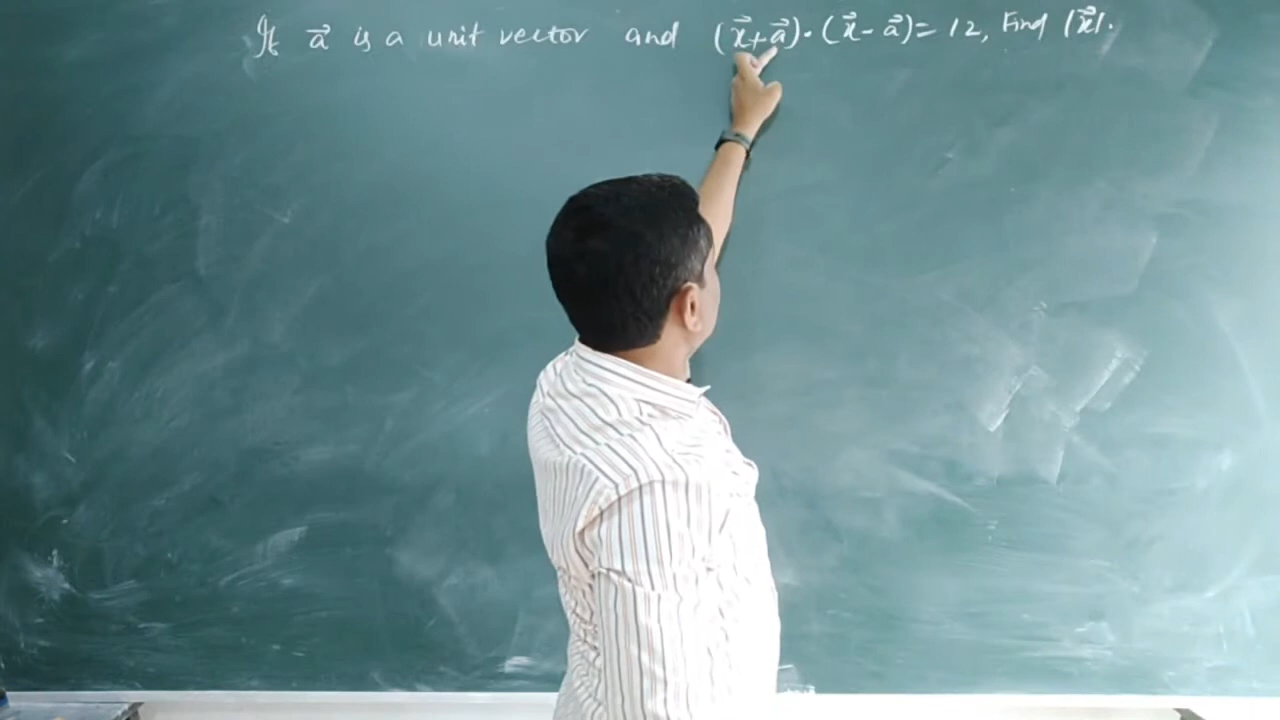 If a⃗ is a unit vector and (x⃗+a⃗)·(x⃗-a⃗)=12, Find |x⃗|.